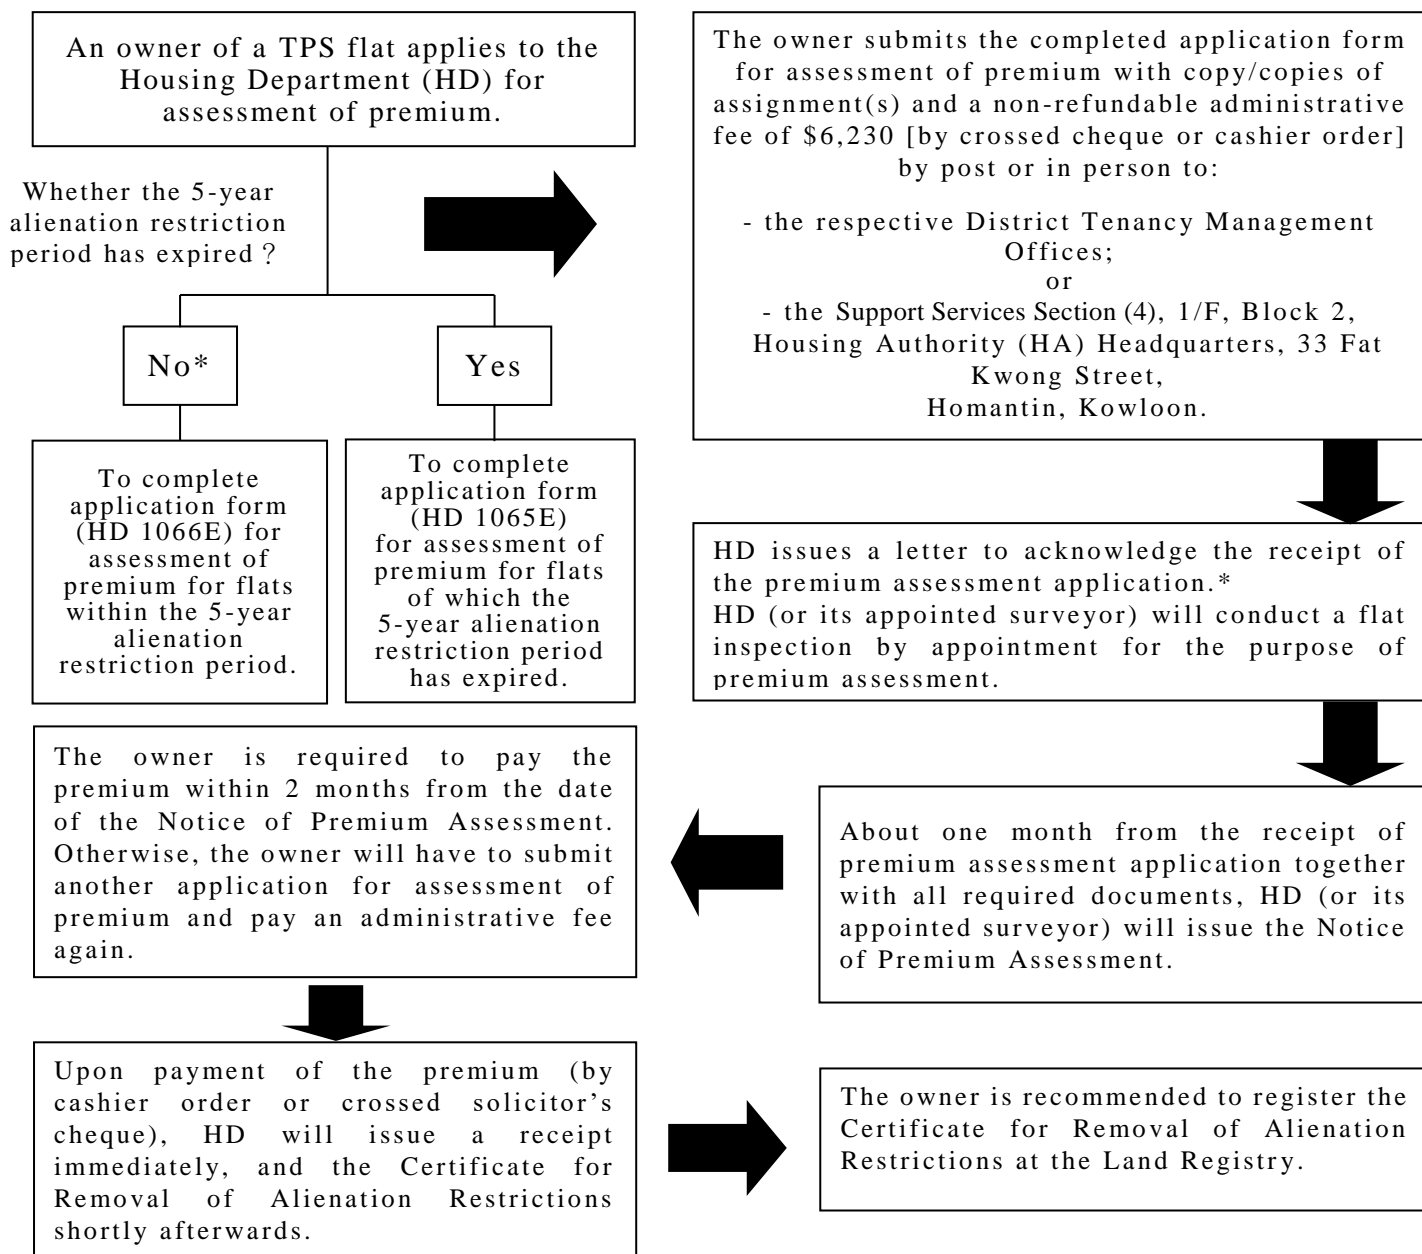 An owner of a TPS flat applies to the
Housing Department (HD) for
assessment of premium.
Whether the 5-year
alienation restriction
period has expired？
No*
Yes
To complete
application form
(HD 1066E) for
assessment of
premium for flats
within the 5-year
alienation
restriction period.
To complete
application form
(HD 1065E)
for assessment of
premium for flats
of which the
5-year alienation
restriction period
has expired.
The owner submits the completed application form
for assessment of premium with copy/copies of
assignment(s) and a non-refundable administrative
fee of $6,230 [by crossed cheque or cashier order]
by post or in person to:
- the respective District Tenancy Management
Offices;
or
- the Support Services Section (4), 1/F, Block 2,
Housing Authority (HA) Headquarters, 33 Fat
Kwong Street,
Homantin, Kowloon.
HD issues a letter to acknowledge the receipt of
the premium assessment application.*
HD (or its appointed surveyor) will conduct a flat
inspection by appointment for the purpose of
premium assessment.
About one month from the receipt of
premium assessment application together
with all required documents, HD (or its
appointed surveyor) will issue the Notice
of Premium Assessment.
The owner is required to pay the
premium within 2 months from the date
of the Notice of Premium Assessment.
Otherwise, the owner will have to submit
another application for assessment of
premium and pay an administrative fee
again.
Upon payment of the premium (by
cashier order or crossed solicitor's
cheque), HD will issue a receipt
immediately, and the Certificate for
Removal of Alienation Restrictions
shortly afterwards.
The owner is recommended to register the
Certificate for Removal of Alienation
Restrictions at the Land Registry.